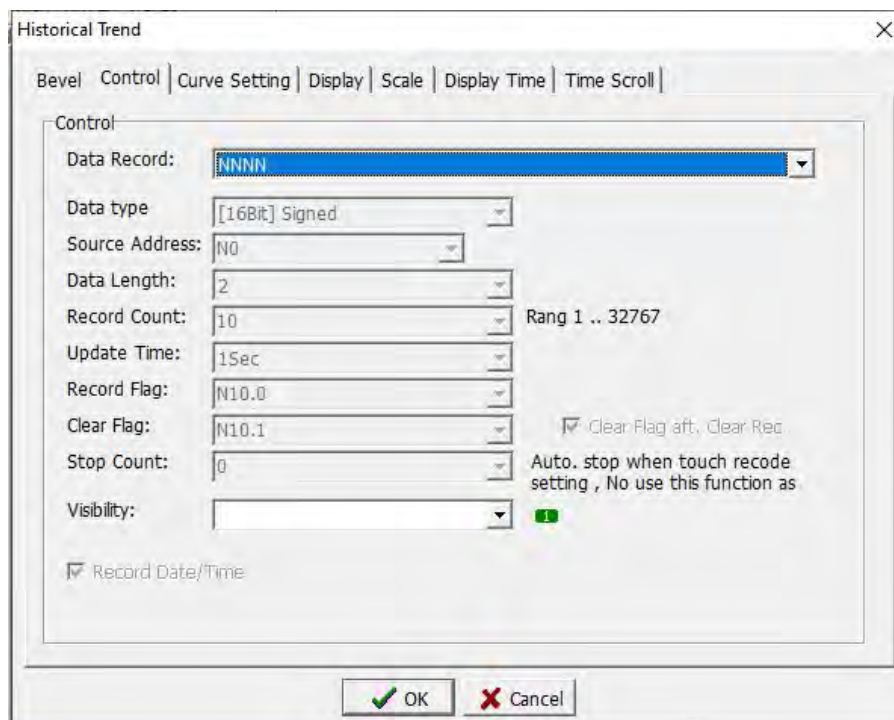 Historical Trend
Bevel Control Curve Setting Display Scale Display Time Time Scroll
Control
Data Record: NNNN
Data type [16Bit] Signed
Source Address: N0
Data Length: 2
Record Count: 10 Rang 1 .. 32767
Update Time: 1Sec
Record Flag: N10.0
Clear Flag: N10.1 Clear Flag aft. Clear Rec
Stop Count: 0 Auto. stop when touch recode
setting , No use this function as
Visibility: 1
Record Date/Time
OK Cancel